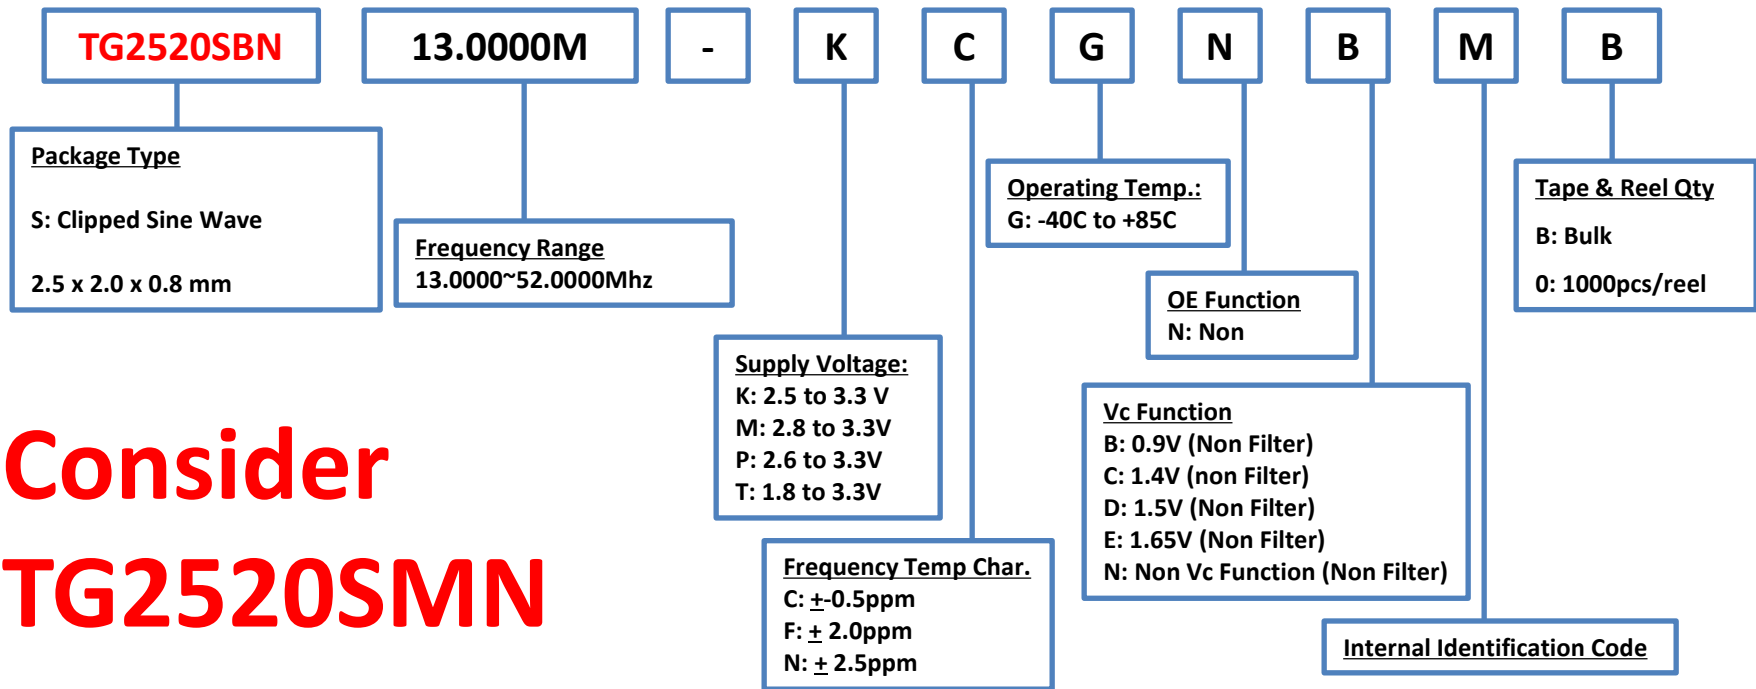 TG2520SBN 13.0000M - K C G N B M B
Package Type
S: Clipped Sine Wave
2.5 x 2.0 x 0.8 mm
Frequency Range
13.0000~52.0000Mhz
Supply Voltage:
K: 2.5 to 3.3 V
M: 2.8 to 3.3V
P: 2.6 to 3.3V
T: 1.8 to 3.3V
Frequency Temp Char.
C: +-0.5ppm
F: + 2.0ppm
N: + 2.5ppm
Operating Temp.:
G: -40C to +85C
OE Function
N: Non
Vc Function
B: 0.9V (Non Filter)
C: 1.4V (non Filter)
D: 1.5V (Non Filter)
E: 1.65V (Non Filter)
N: Non Vc Function (Non Filter)
Internal Identification Code
Tape & Reel Qty
B: Bulk
0: 1000pcs/reel
Consider
TG2520SMN